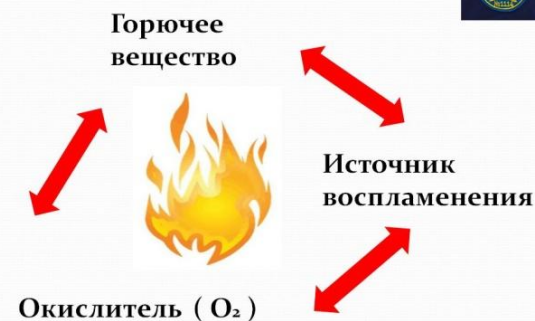 Горючее
вещество
Источник
воспламенения
Окислитель ( O₂ )